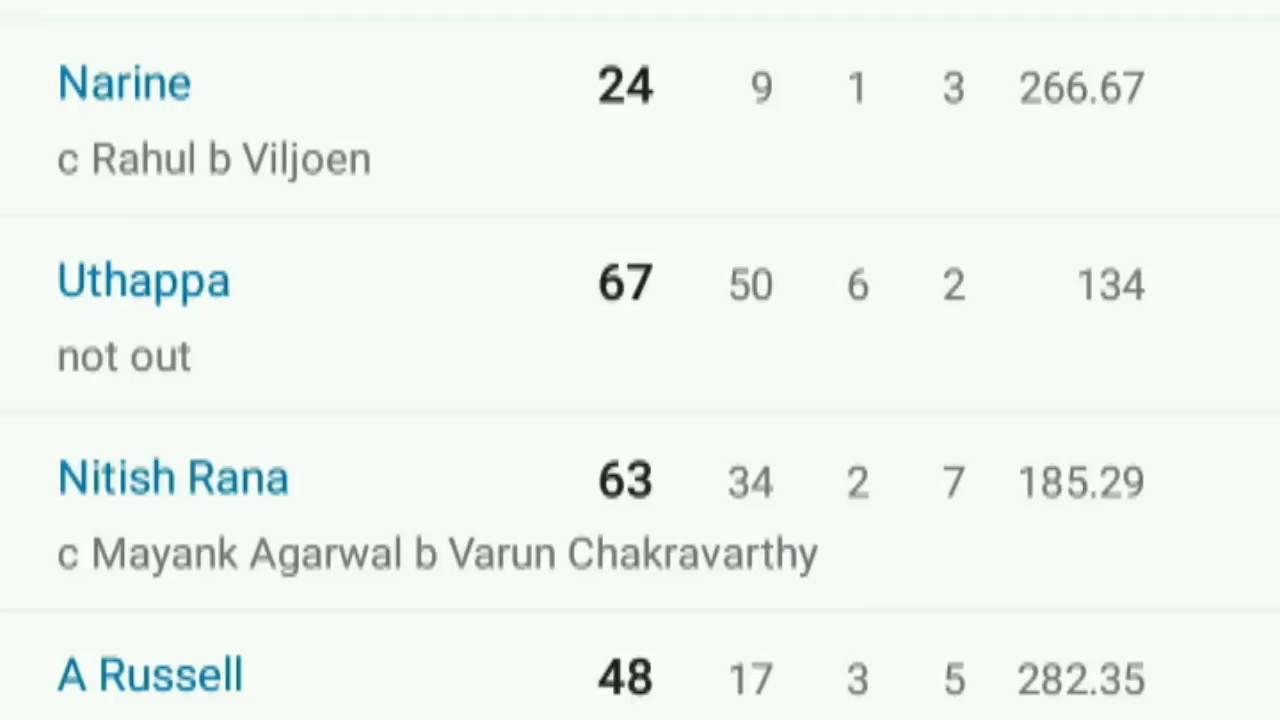 Narine 24 9 1 3 266.67
c Rahul b Viljoen
Uthappa 67 50 6 2 134
not out
Nitish Rana 63 34 2 7 185.29
c Mayank Agarwal b Varun Chakravarthy
A Russell 48 17 3 5 282.35